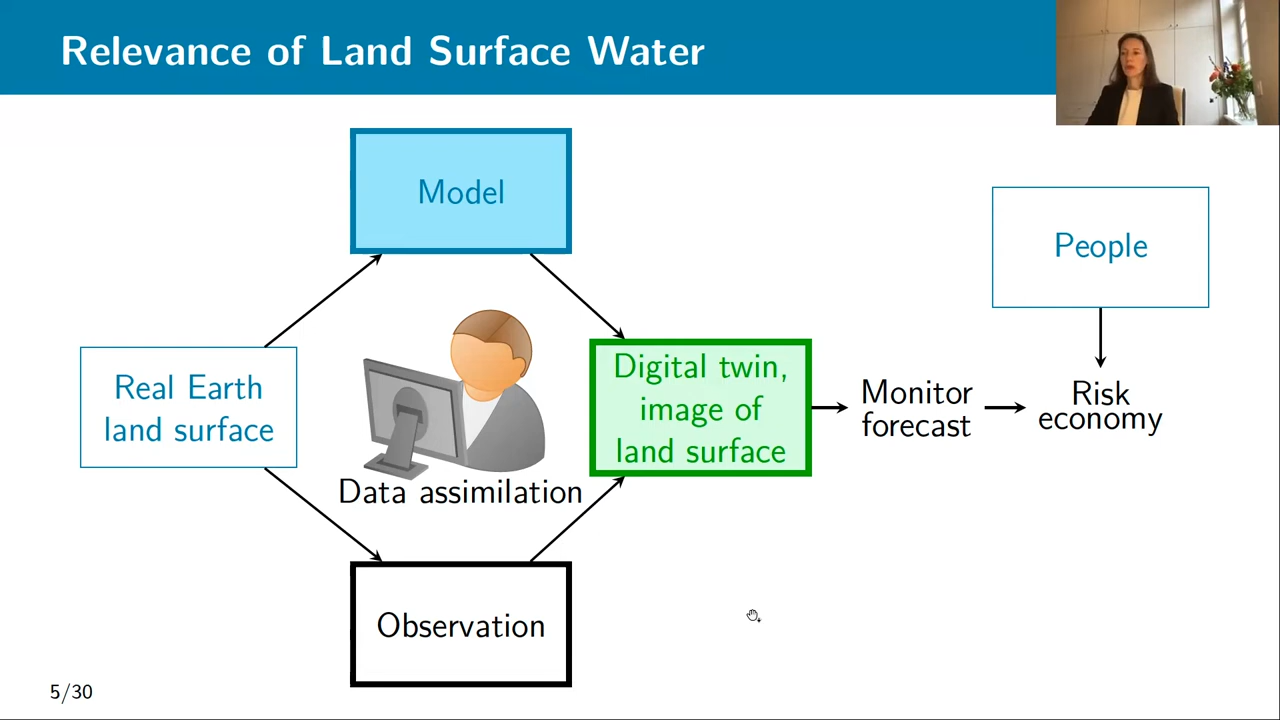 Relevance of Land Surface Water
Model
People
Real Earth
land surface
Data assimilation
Digital twin,
image of
land surface
Monitor
forecast
Risk
economy
Observation
5/30